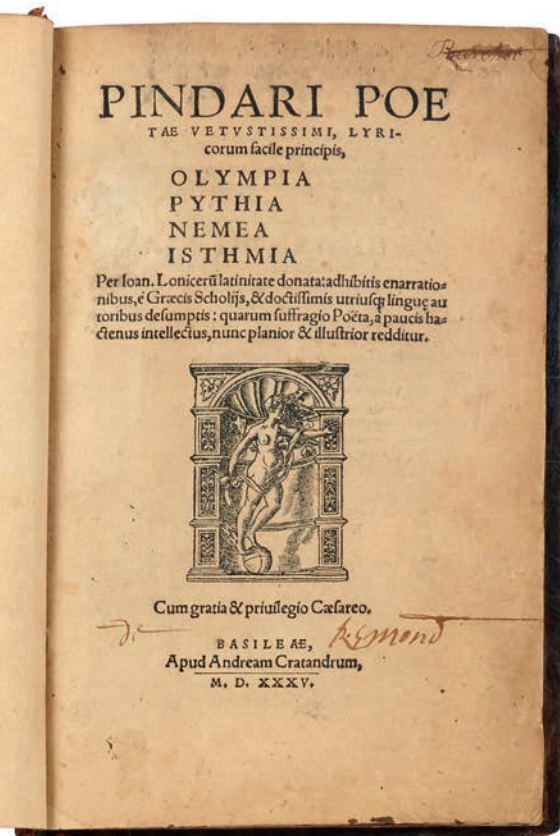 PINDARI POE
TAE VETVSTISSIMI, LYRI-
corum facile principis,
OLYMPIA
PYTHIA
NEMEA
ISTHMIA
Per Ioan. Lonicerũ latinitate donata: adhibitis enarratio=
nibus, è Græcis Scholijs, & doctissimis utriusq; linguę au
toribus desumptis: quarum suffragio Poëta, à paucis ha=
ctenus intellectus, nunc planior & illustrior redditur.
Cum gratia & priuilegio Cæsareo.
de Remond
BASILEAE,
Apud Andream Cratandrum,
M. D. XXXV.